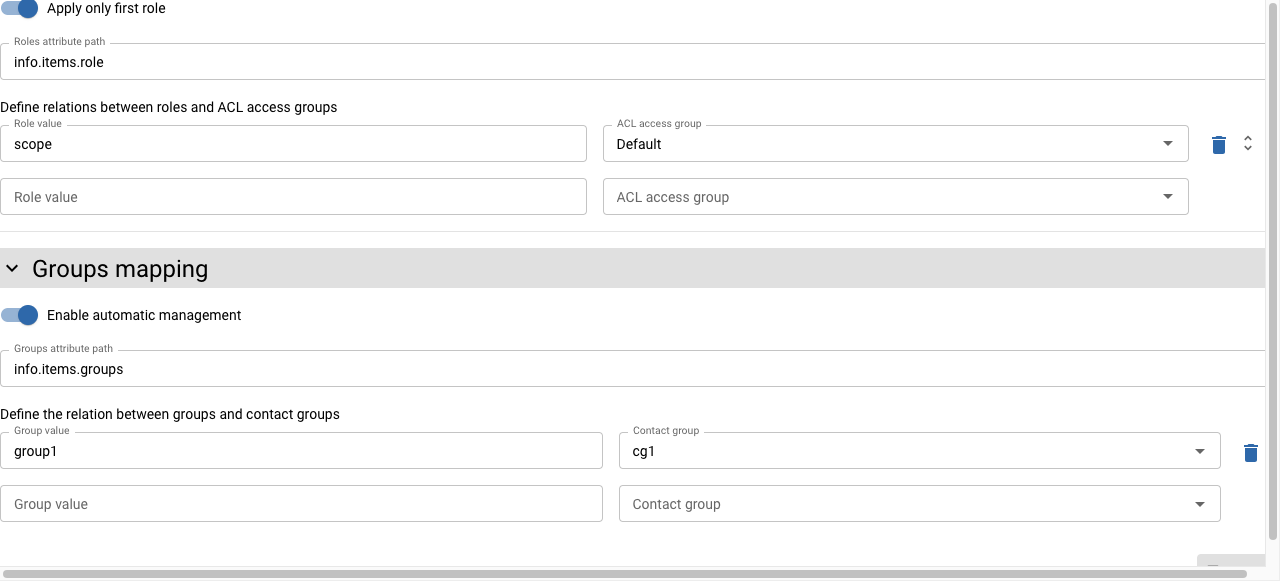 Apply only first role
Roles attribute path
info.items.role
Define relations between roles and ACL access groups
Role value
ACL access group
scope
Default
Role value
ACL access group
Groups mapping
Enable automatic management
Groups attribute path
info.items.groups
Define the relation between groups and contact groups
Group value
Contact group
group1
cg1
Group value
Contact group